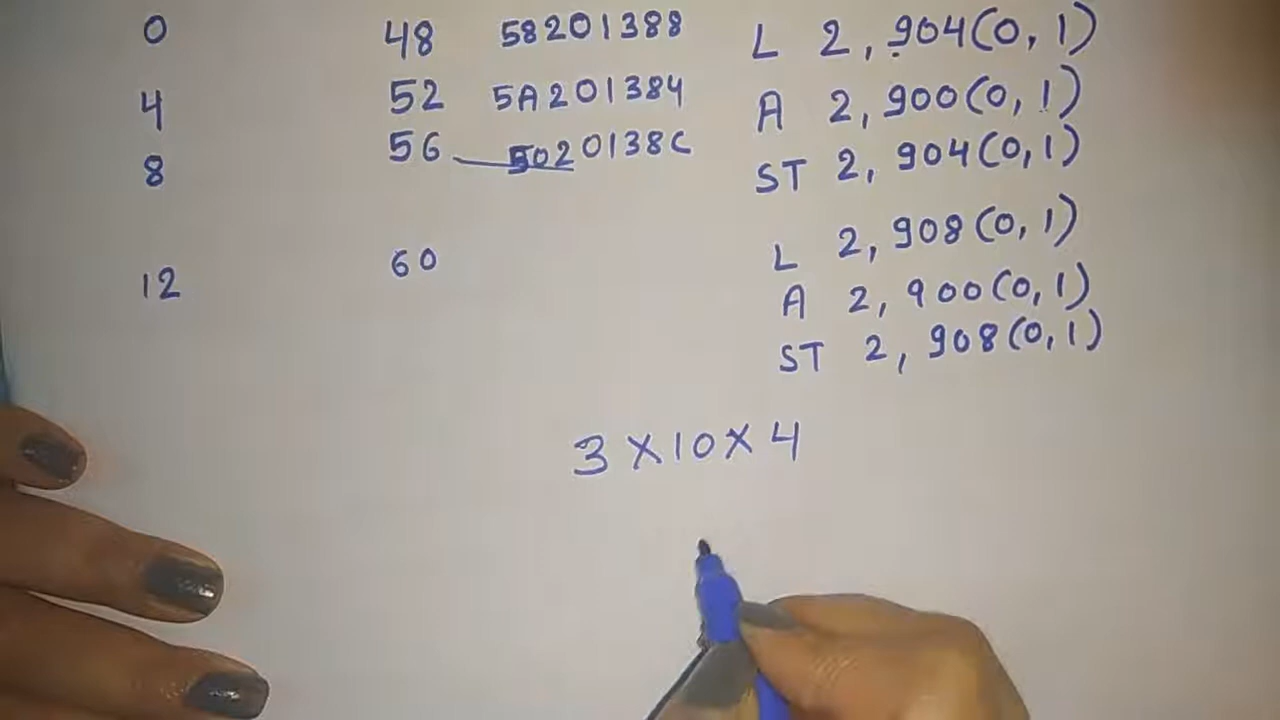 0 48 58201388 L 2, 904(0,1)
4 52 5A201384 A 2, 900(0,1)
8 56 5020138C ST 2, 904(0,1)
12 60 L 2, 908(0,1)
A 2, 900(0,1)
ST 2, 908(0,1)
3×10×4